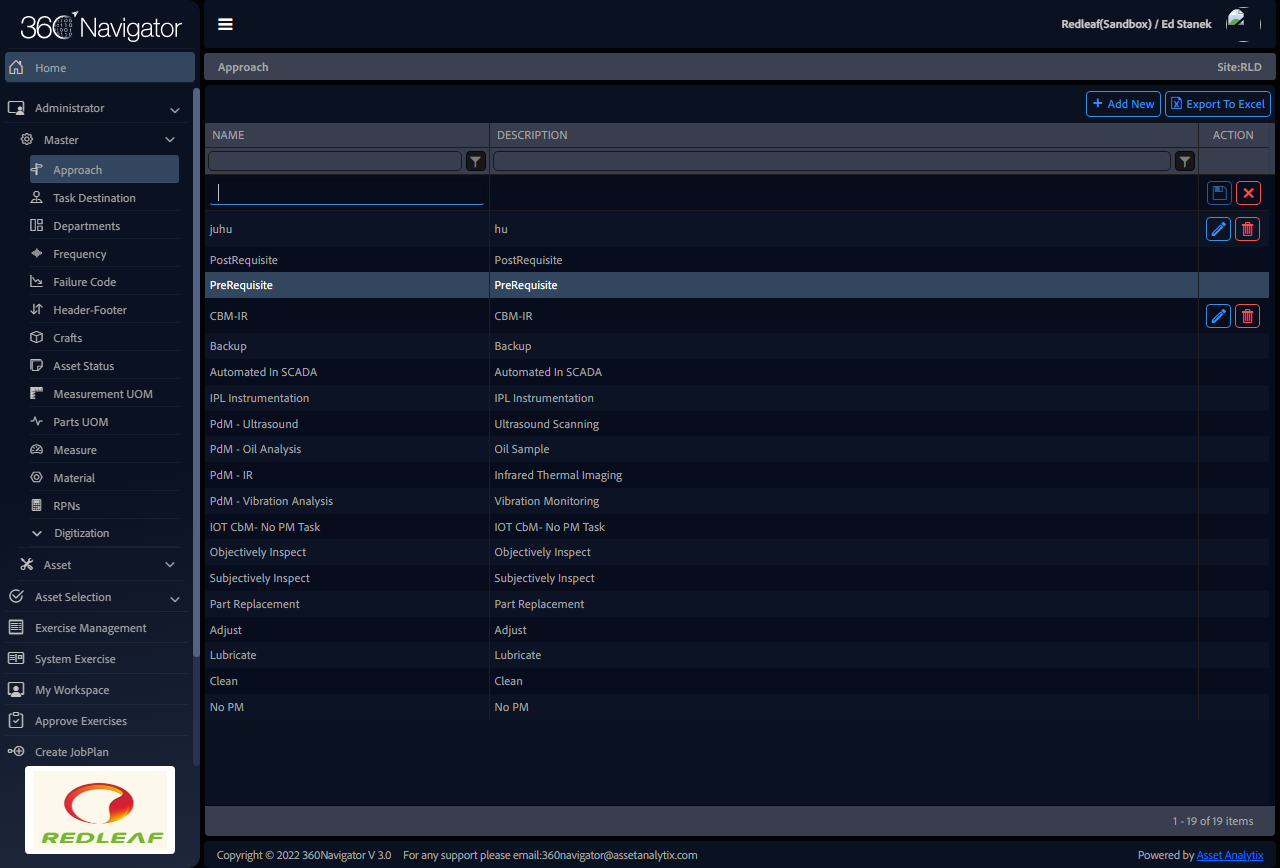 360 Navigator
Redleaf(Sandbox) / Ed Stanek
Home
Approach
Site:RLD
Administrator
Master
Approach
Task Destination
Departments
Frequency
Failure Code
Header-Footer
Crafts
Asset Status
Measurement UOM
Parts UOM
Measure
Material
RPNs
Digitization
Asset
Asset Selection
Exercise Management
System Exercise
My Workspace
Approve Exercises
Create JobPlan
REDLEAF
+ Add New
Export To Excel
NAME DESCRIPTION ACTION
juhu hu
PostRequisite PostRequisite
PreRequisite PreRequisite
CBM-IR CBM-IR
Backup Backup
Automated In SCADA Automated In SCADA
IPL Instrumentation IPL Instrumentation
PdM - Ultrasound Ultrasound Scanning
PdM - Oil Analysis Oil Sample
PdM - IR Infrared Thermal Imaging
PdM - Vibration Analysis Vibration Monitoring
IOT CbM- No PM Task IOT CbM- No PM Task
Objectively Inspect Objectively Inspect
Subjectively Inspect Subjectively Inspect
Part Replacement Part Replacement
Adjust Adjust
Lubricate Lubricate
Clean Clean
No PM No PM
1 - 19 of 19 items
Copyright © 2022 360Navigator V 3.0 For any support please email:360navigator@assetanalytix.com
Powered by Asset Analytix